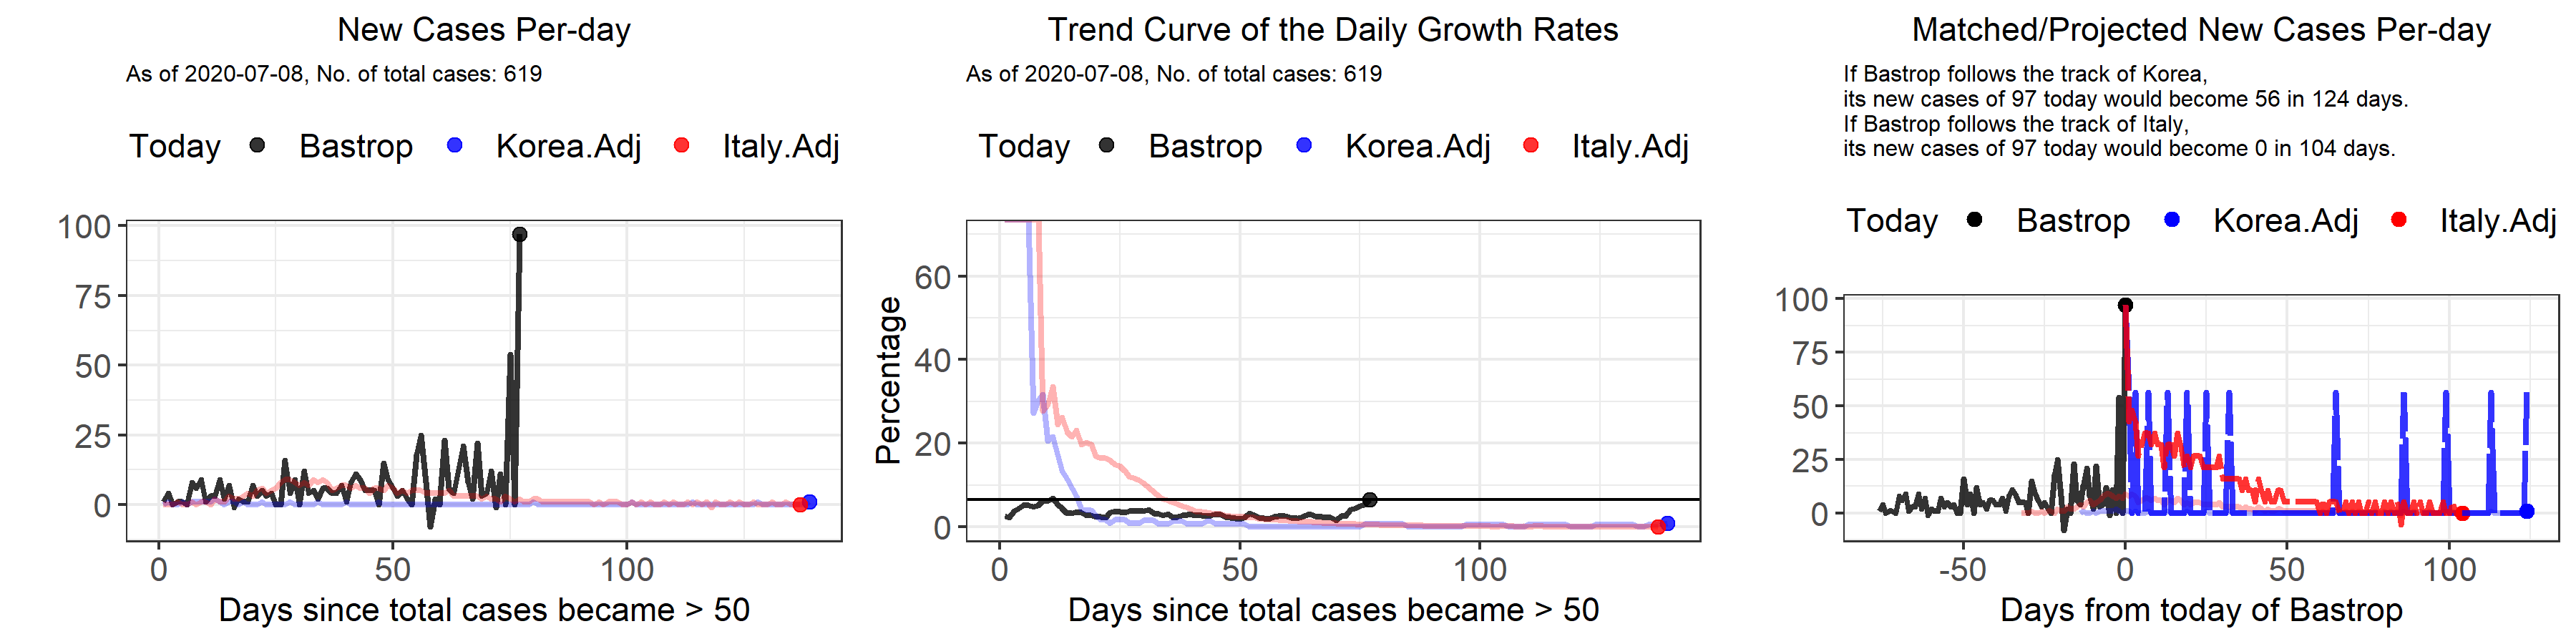 New Cases Per-day
As of 2020-07-08, No. of total cases: 619
Today Bastrop Korea.Adj Italy.Adj
100
75
50
25
0
0 50 100
Days since total cases became > 50
Trend Curve of the Daily Growth Rates
As of 2020-07-08, No. of total cases: 619
Today Bastrop Korea.Adj Italy.Adj
Percentage
60
40
20
0
0 50 100
Days since total cases became > 50
Matched/Projected New Cases Per-day
If Bastrop follows the track of Korea,
its new cases of 97 today would become 56 in 124 days.
If Bastrop follows the track of Italy,
its new cases of 97 today would become 0 in 104 days.
Today Bastrop Korea.Adj Italy.Adj
100
75
50
25
0
-50 0 50 100
Days from today of Bastrop